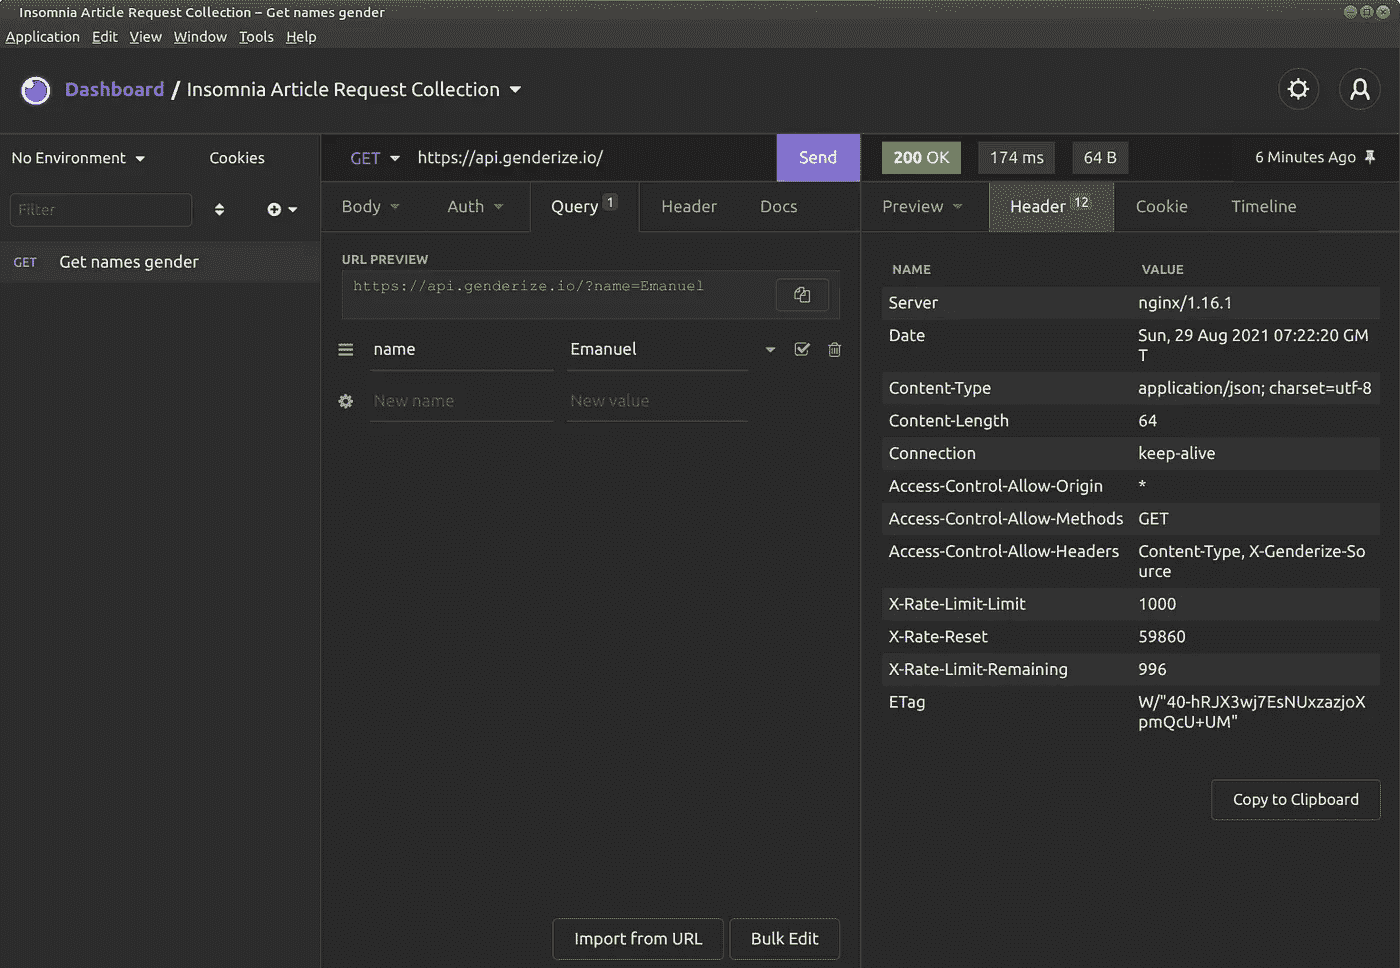 Insomnia Article Request Collection – Get names gender
Application Edit View Window Tools Help
Dashboard / Insomnia Article Request Collection
No Environment Cookies
Filter
GET Get names gender
GET https://api.genderize.io/ Send
Body Auth Query 1 Header Docs
URL PREVIEW
https://api.genderize.io/?name=Emanuel
name Emanuel
New name New value
Import from URL Bulk Edit
200 OK 174 ms 64 B 6 Minutes Ago
Preview Header 12 Cookie Timeline
NAME VALUE
Server nginx/1.16.1
Date Sun, 29 Aug 2021 07:22:20 GM
T
Content-Type application/json; charset=utf-8
Content-Length 64
Connection keep-alive
Access-Control-Allow-Origin *
Access-Control-Allow-Methods GET
Access-Control-Allow-Headers Content-Type, X-Genderize-So
urce
X-Rate-Limit-Limit 1000
X-Rate-Reset 59860
X-Rate-Limit-Remaining 996
ETag W/"40-hRJX3wj7EsNUxzazjoX
pmQcU+UM"
Copy to Clipboard